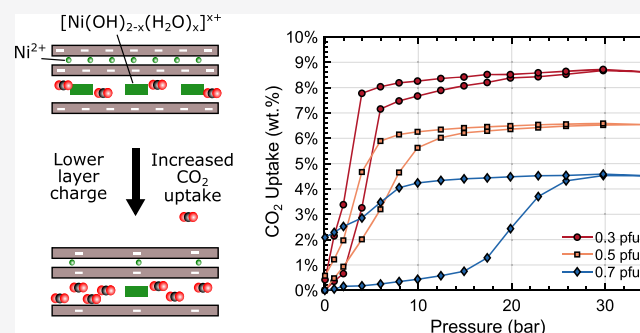 [Ni(OH)2-x(H2O)x]x+
Ni2+
Lower
layer
charge
Increased
CO2
uptake
CO2 Uptake (wt.%)
10%
9%
8%
7%
6%
5%
4%
3%
2%
1%
0%
0.3 pfu
0.5 pfu
0.7 pfu
0
10
20
30
Pressure (bar)